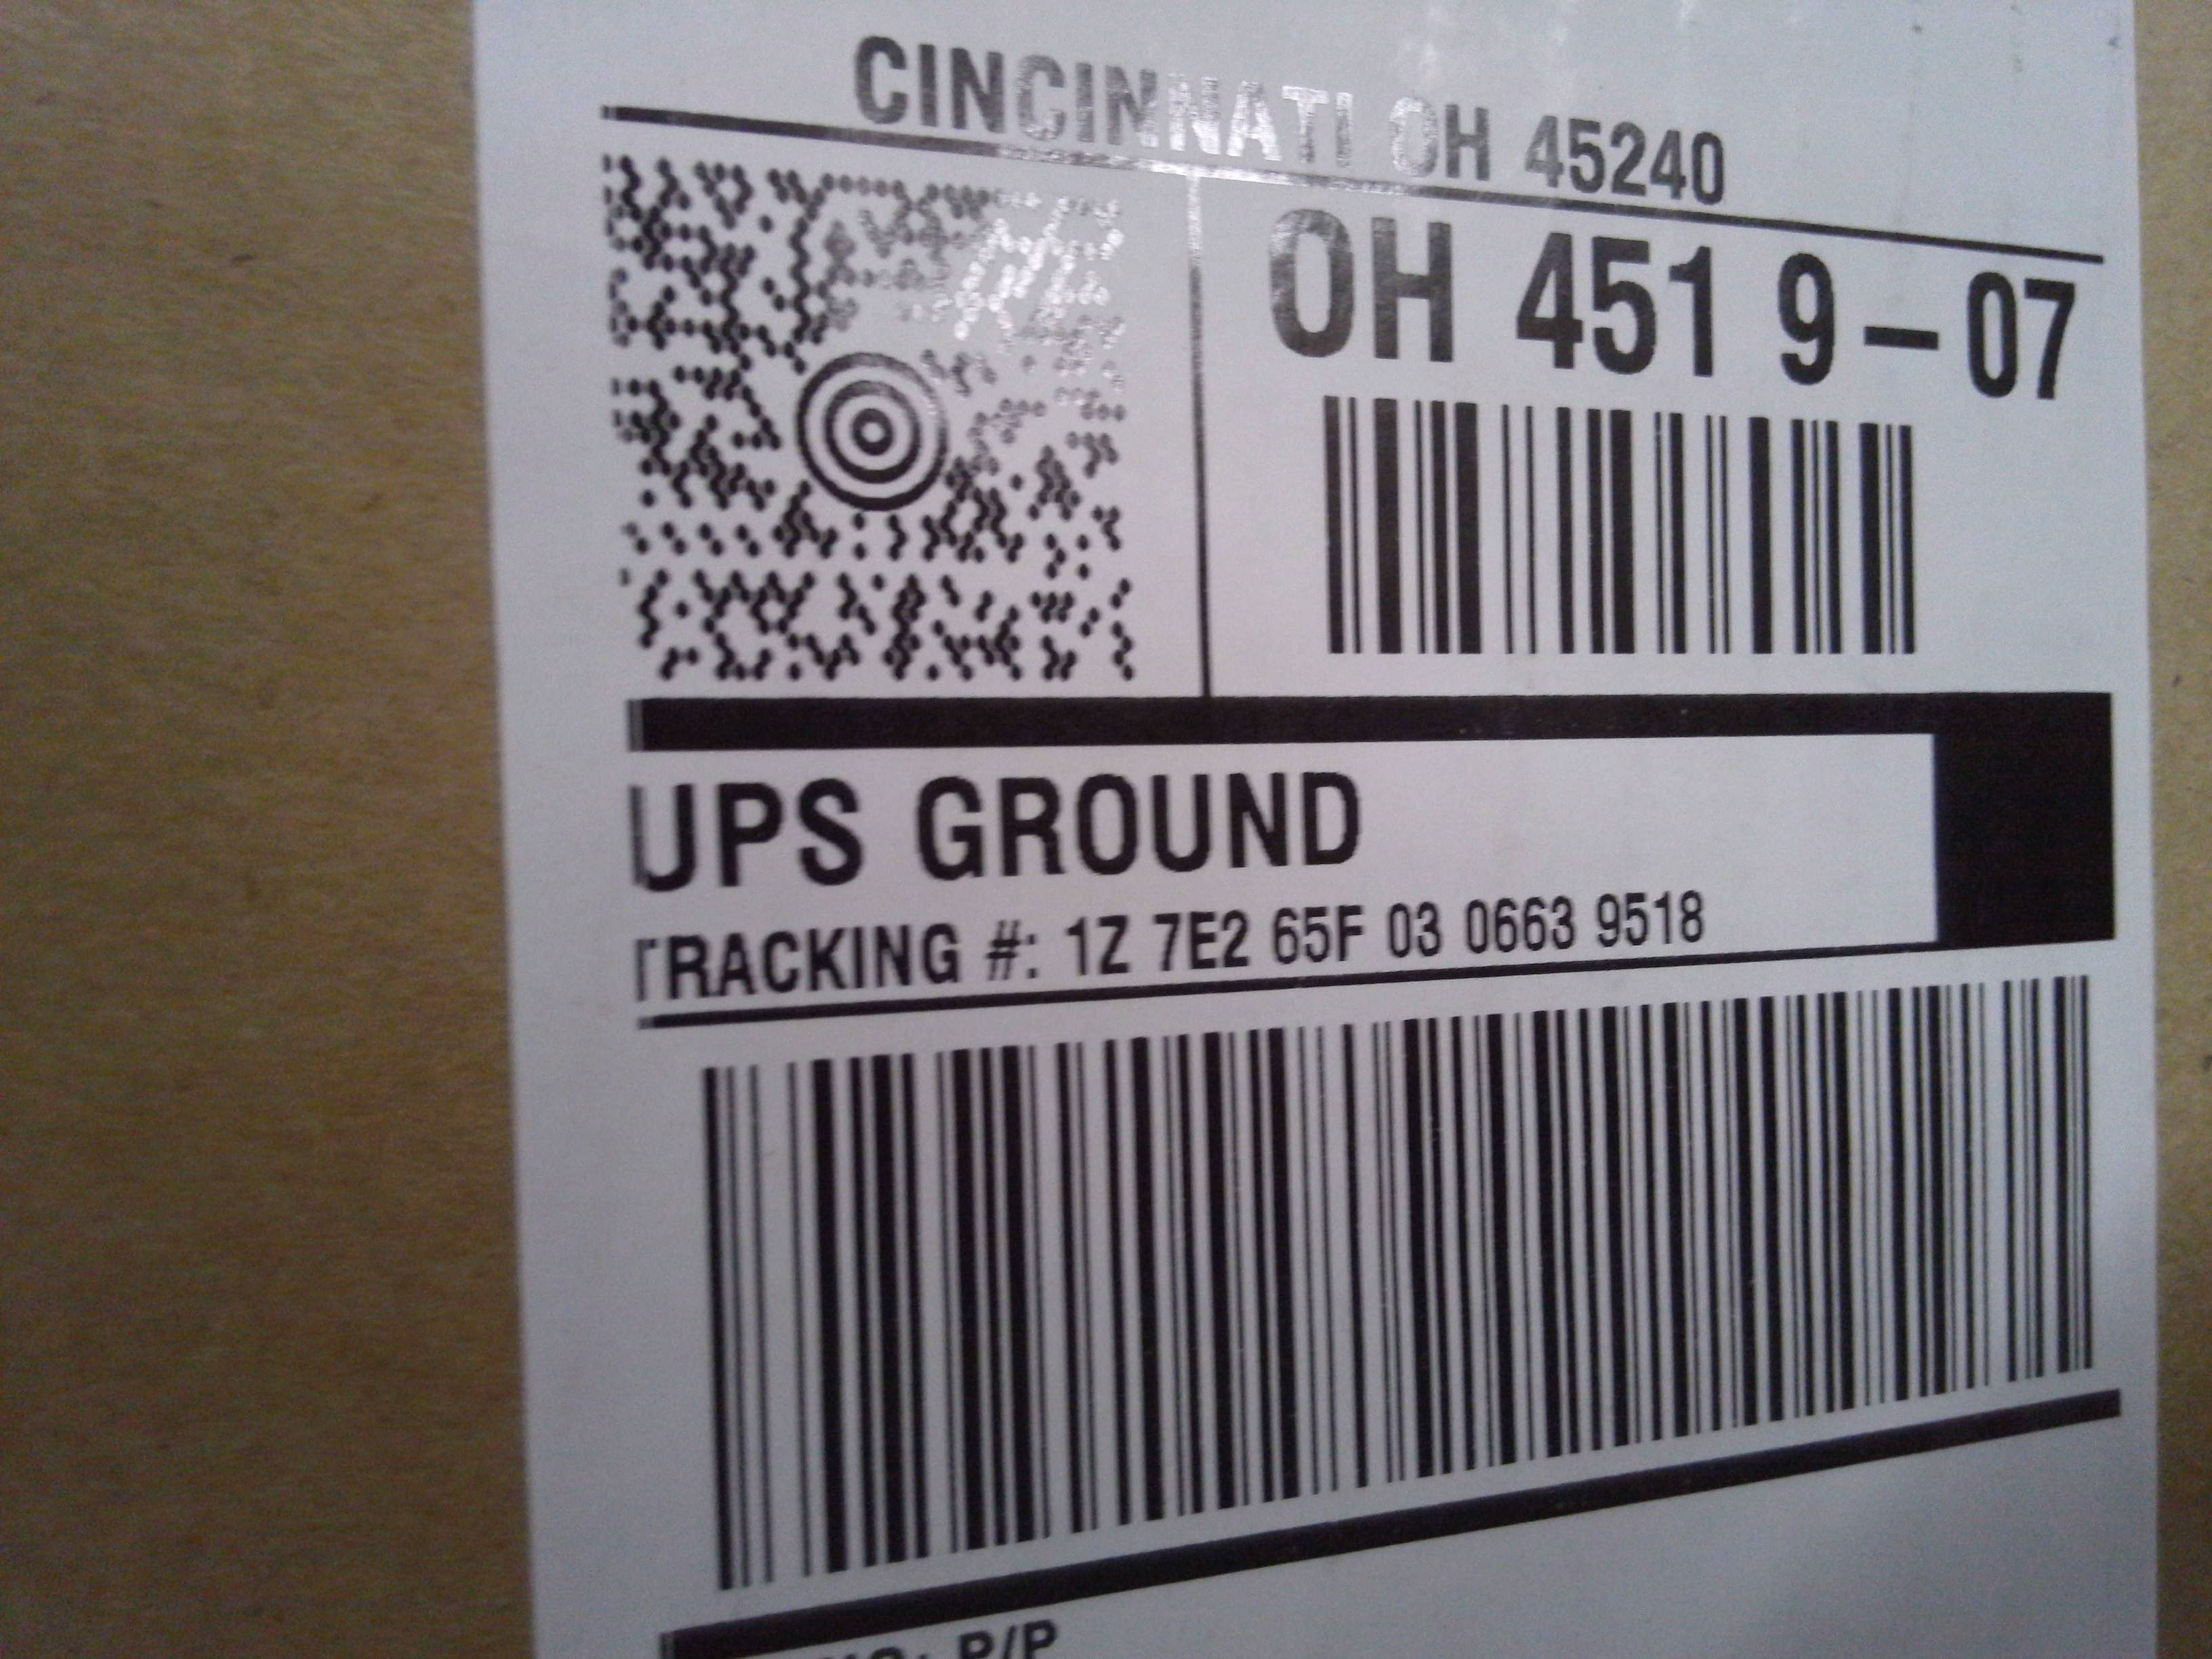 CINCINNATI OH 45240
OH 451 9-07
UPS GROUND
TRACKING #: 1Z 7E2 65F 03 0663 9518
P/P